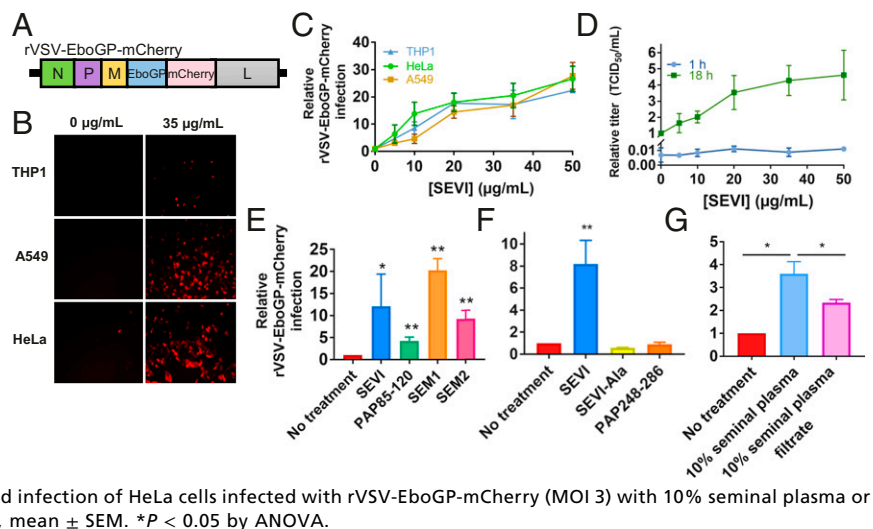 A
rVSV-EboGP-mCherry
N P M EboGP mCherry L
B
0 µg/mL 35 µg/mL
THP1
A549
HeLa
C
Relative
rVSV-EboGP-mCherry
infection
40
30
20
10
0
THP1
HeLa
A549
0 10 20 30 40 50
[SEVI] (µg/mL)
D
Relative titer (TCID50/mL)
6
5
4
3
2
1
0.01
0.00
1 h
18 h
0 10 20 30 40 50
[SEVI] (µg/mL)
E
Relative
rVSV-EboGP-mCherry
infection
25
20
15
10
5
0
*
**
**
**
No treatment
SEVI
PAP85-120
SEM1
SEM2
F
10
8
6
4
2
0
**
No treatment
SEVI
SEVI-Ala
PAP248-286
G
5
4
3
2
1
0
* *
No treatment
10% seminal plasma
10% seminal plasma
filtrate
d infection of HeLa cells infected with rVSV-EboGP-mCherry (MOI 3) with 10% seminal plasma or
, mean ± SEM. *P < 0.05 by ANOVA.